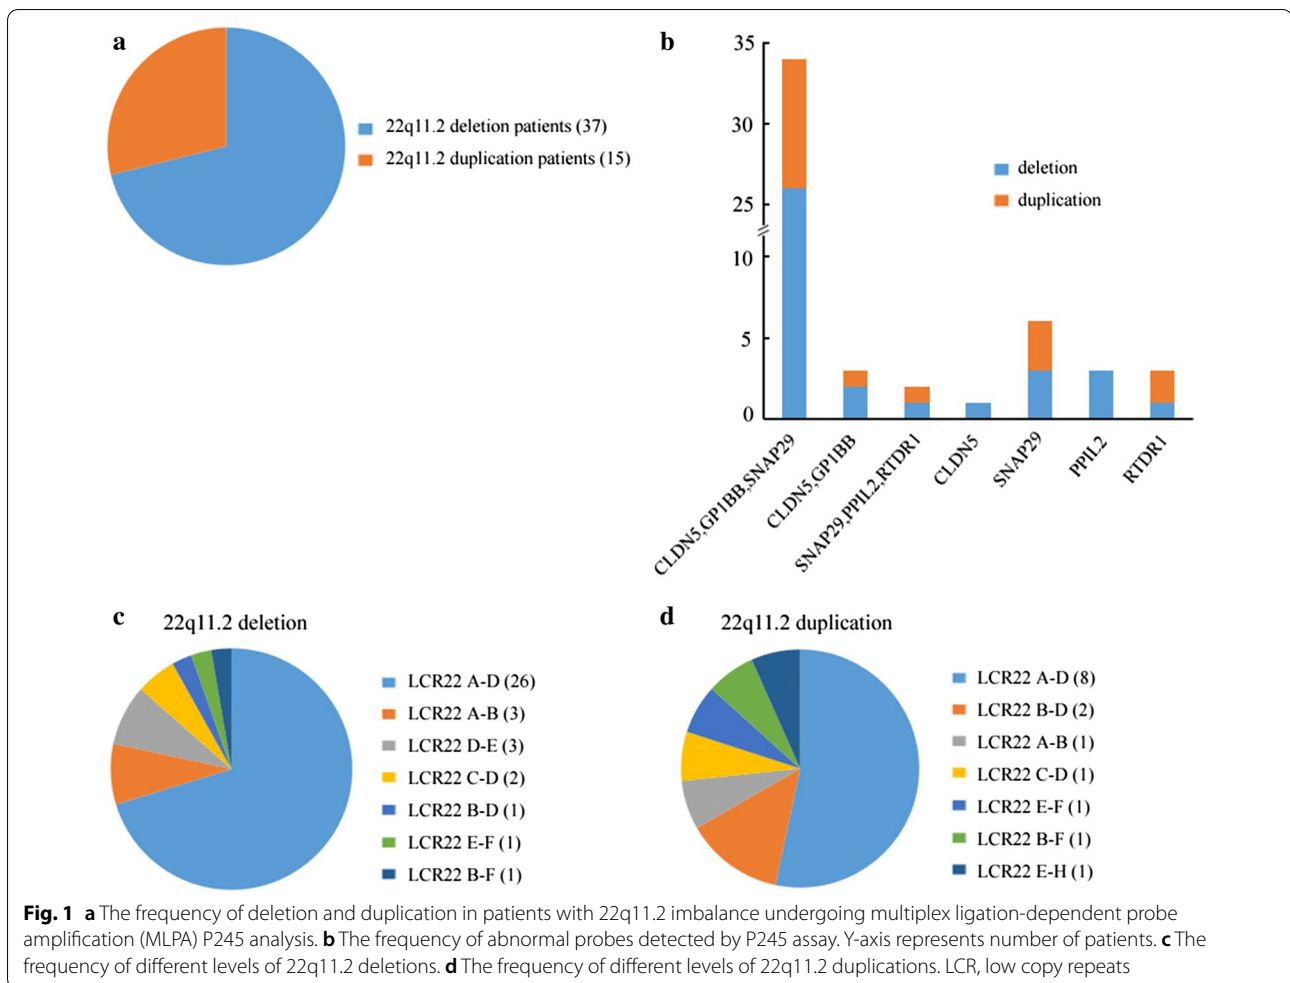 a
22q11.2 deletion patients (37)
22q11.2 duplication patients (15)
b
35
30
25
10
5
0
deletion
duplication
CLDN5,GP1BB,SNAP29
CLDN5,GP1BB
SNAP29,PPIL2,RTDR1
CLDN5
SNAP29
PPIL2
RTDR1
c
22q11.2 deletion
LCR22 A-D (26)
LCR22 A-B (3)
LCR22 D-E (3)
LCR22 C-D (2)
LCR22 B-D (1)
LCR22 E-F (1)
LCR22 B-F (1)
d
22q11.2 duplication
LCR22 A-D (8)
LCR22 B-D (2)
LCR22 A-B (1)
LCR22 C-D (1)
LCR22 E-F (1)
LCR22 B-F (1)
LCR22 E-H (1)
Fig. 1 a The frequency of deletion and duplication in patients with 22q11.2 imbalance undergoing multiplex ligation-dependent probe
amplification (MLPA) P245 analysis. b The frequency of abnormal probes detected by P245 assay. Y-axis represents number of patients. c The
frequency of different levels of 22q11.2 deletions. d The frequency of different levels of 22q11.2 duplications. LCR, low copy repeats